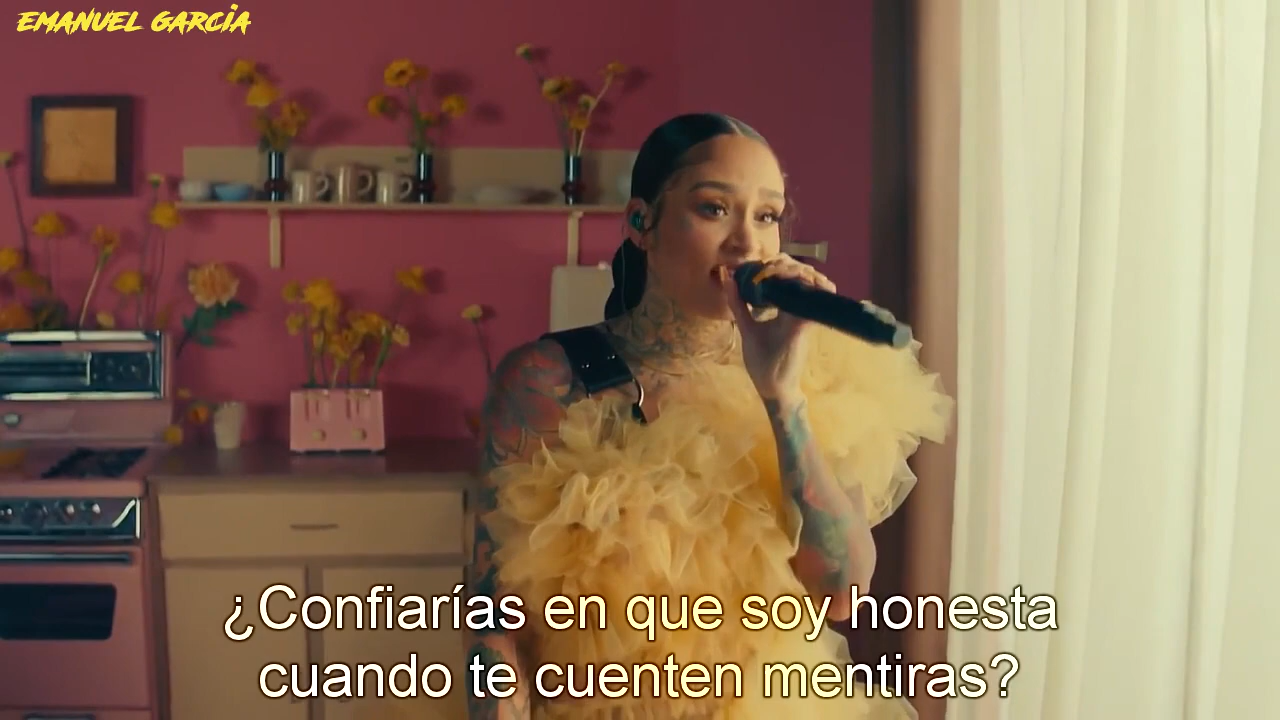 EMANUEL GARCÍA
¿Confiarías en que soy honesta
cuando te cuenten mentiras?